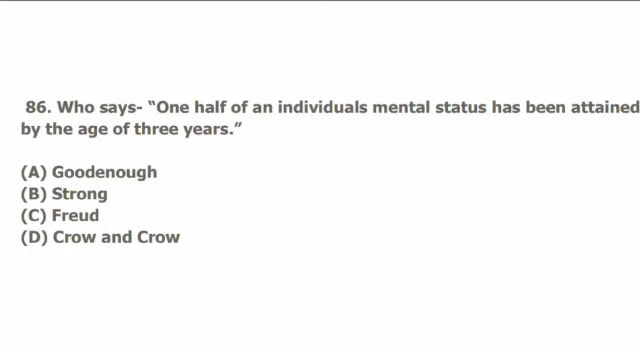 86. Who says- “One half of an individuals mental status has been attained
by the age of three years.”
(A) Goodenough
(B) Strong
(C) Freud
(D) Crow and Crow